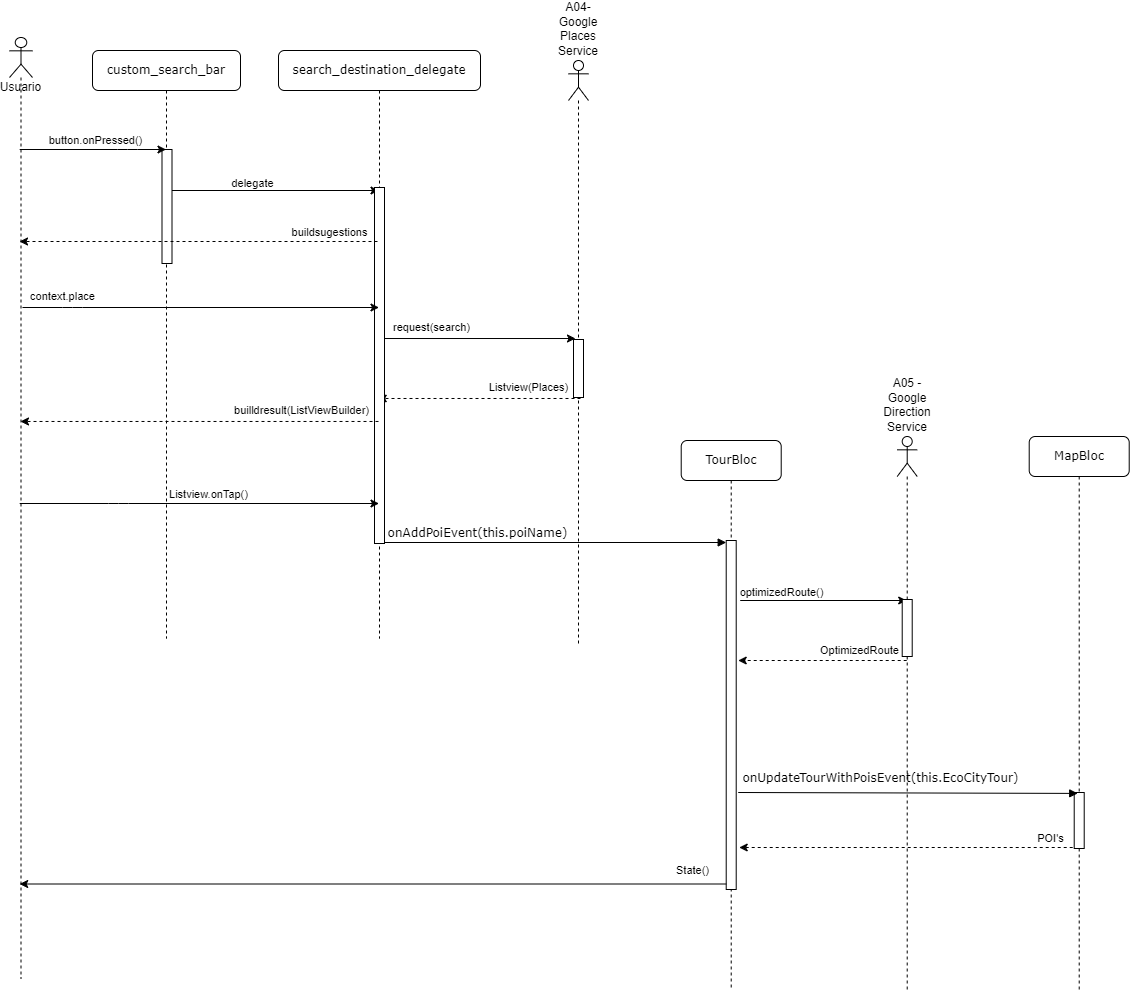 A04-
Google
Places
Service
Usuario
custom_search_bar
search_destination_delegate
button.onPressed()
delegate
buildsugestions
context.place
request(search)
Listview(Places)
builldresult(ListViewBuilder)
A05 -
Google
Direction
Service
TourBloc
MapBloc
Listview.onTap()
onAddPoiEvent(this.poiName)
optimizedRoute()
OptimizedRoute
onUpdateTourWithPoisEvent(this.EcoCityTour)
POI's
State()